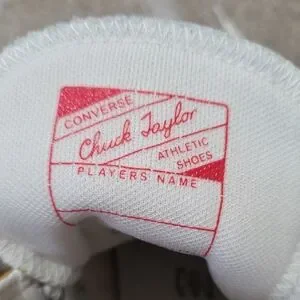 CONVERSE
Chuck Taylor
ATHLETIC
SHOES
PLAYERS NAME